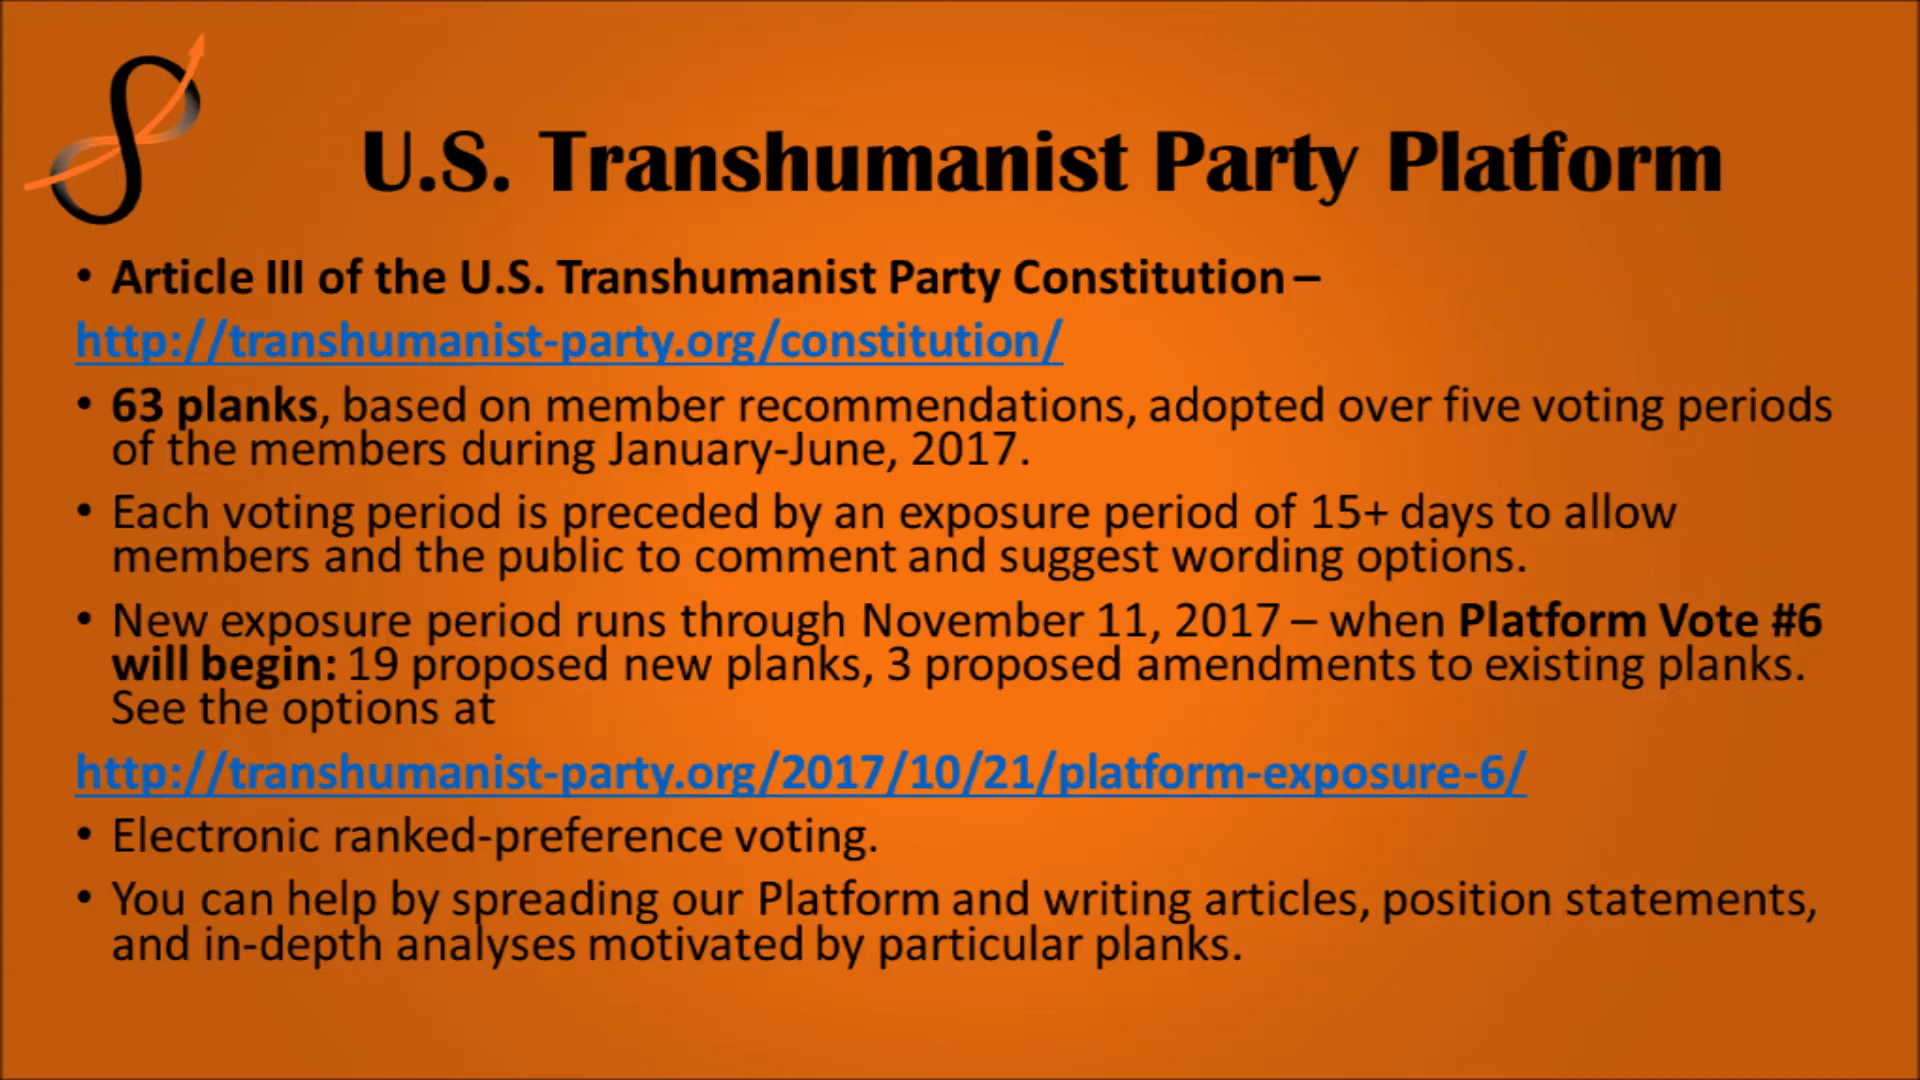 U.S. Transhumanist Party Platform
• Article III of the U.S. Transhumanist Party Constitution –
http://transhumanist-party.org/constitution/
• 63 planks, based on member recommendations, adopted over five voting periods
of the members during January-June, 2017.
• Each voting period is preceded by an exposure period of 15+ days to allow
members and the public to comment and suggest wording options.
• New exposure period runs through November 11, 2017 – when Platform Vote #6
will begin: 19 proposed new planks, 3 proposed amendments to existing planks.
See the options at
http://transhumanist-party.org/2017/10/21/platform-exposure-6/
• Electronic ranked-preference voting.
• You can help by spreading our Platform and writing articles, position statements,
and in-depth analyses motivated by particular planks.